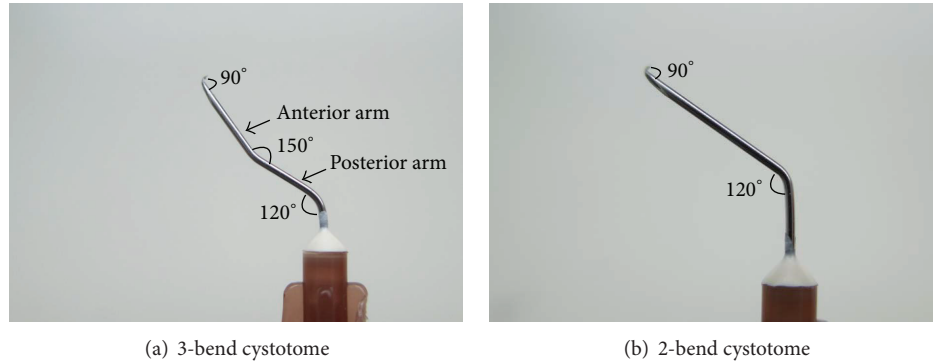 90°
Anterior arm
150°
Posterior arm
120°
90°
120°
(a) 3-bend cystotome
(b) 2-bend cystotome